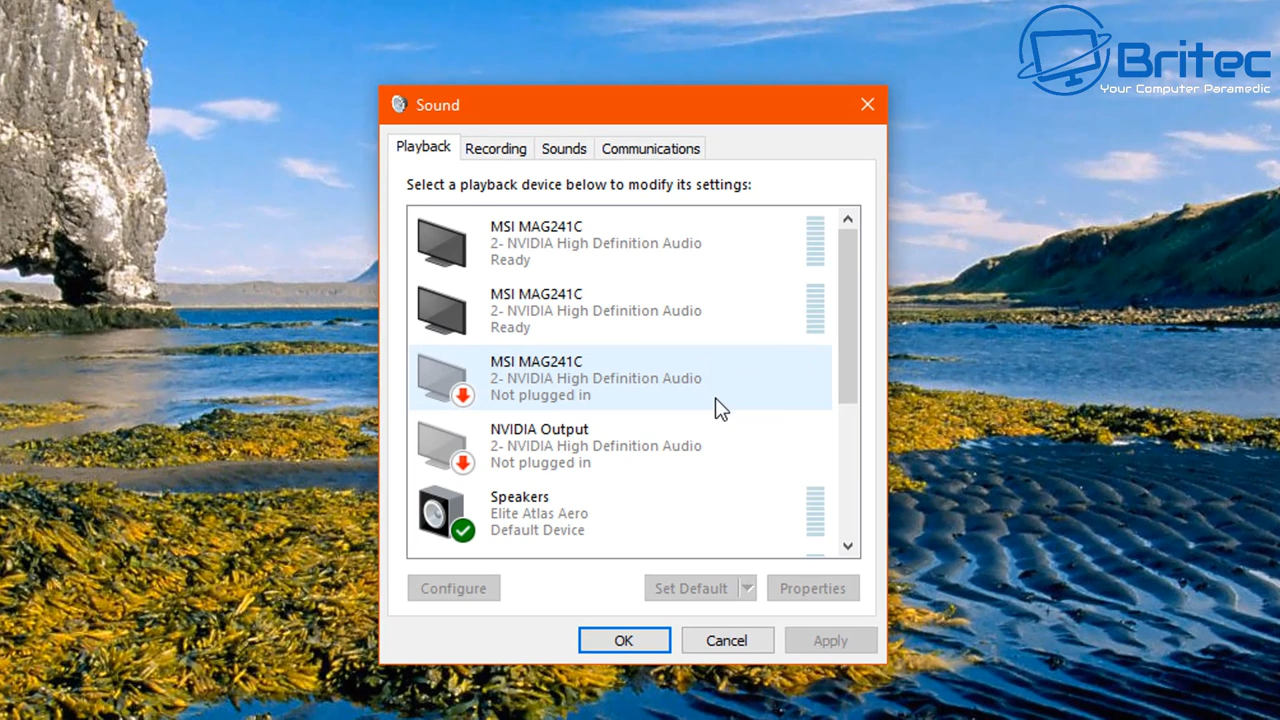 Britec
Your Computer Paramedic
Sound
Playback
Recording
Sounds
Communications
Select a playback device below to modify its settings:
MSI MAG241C
2- NVIDIA High Definition Audio
Ready
MSI MAG241C
2- NVIDIA High Definition Audio
Ready
MSI MAG241C
2- NVIDIA High Definition Audio
Not plugged in
NVIDIA Output
2- NVIDIA High Definition Audio
Not plugged in
Speakers
Elite Atlas Aero
Default Device
Configure
Set Default
Properties
OK
Cancel
Apply